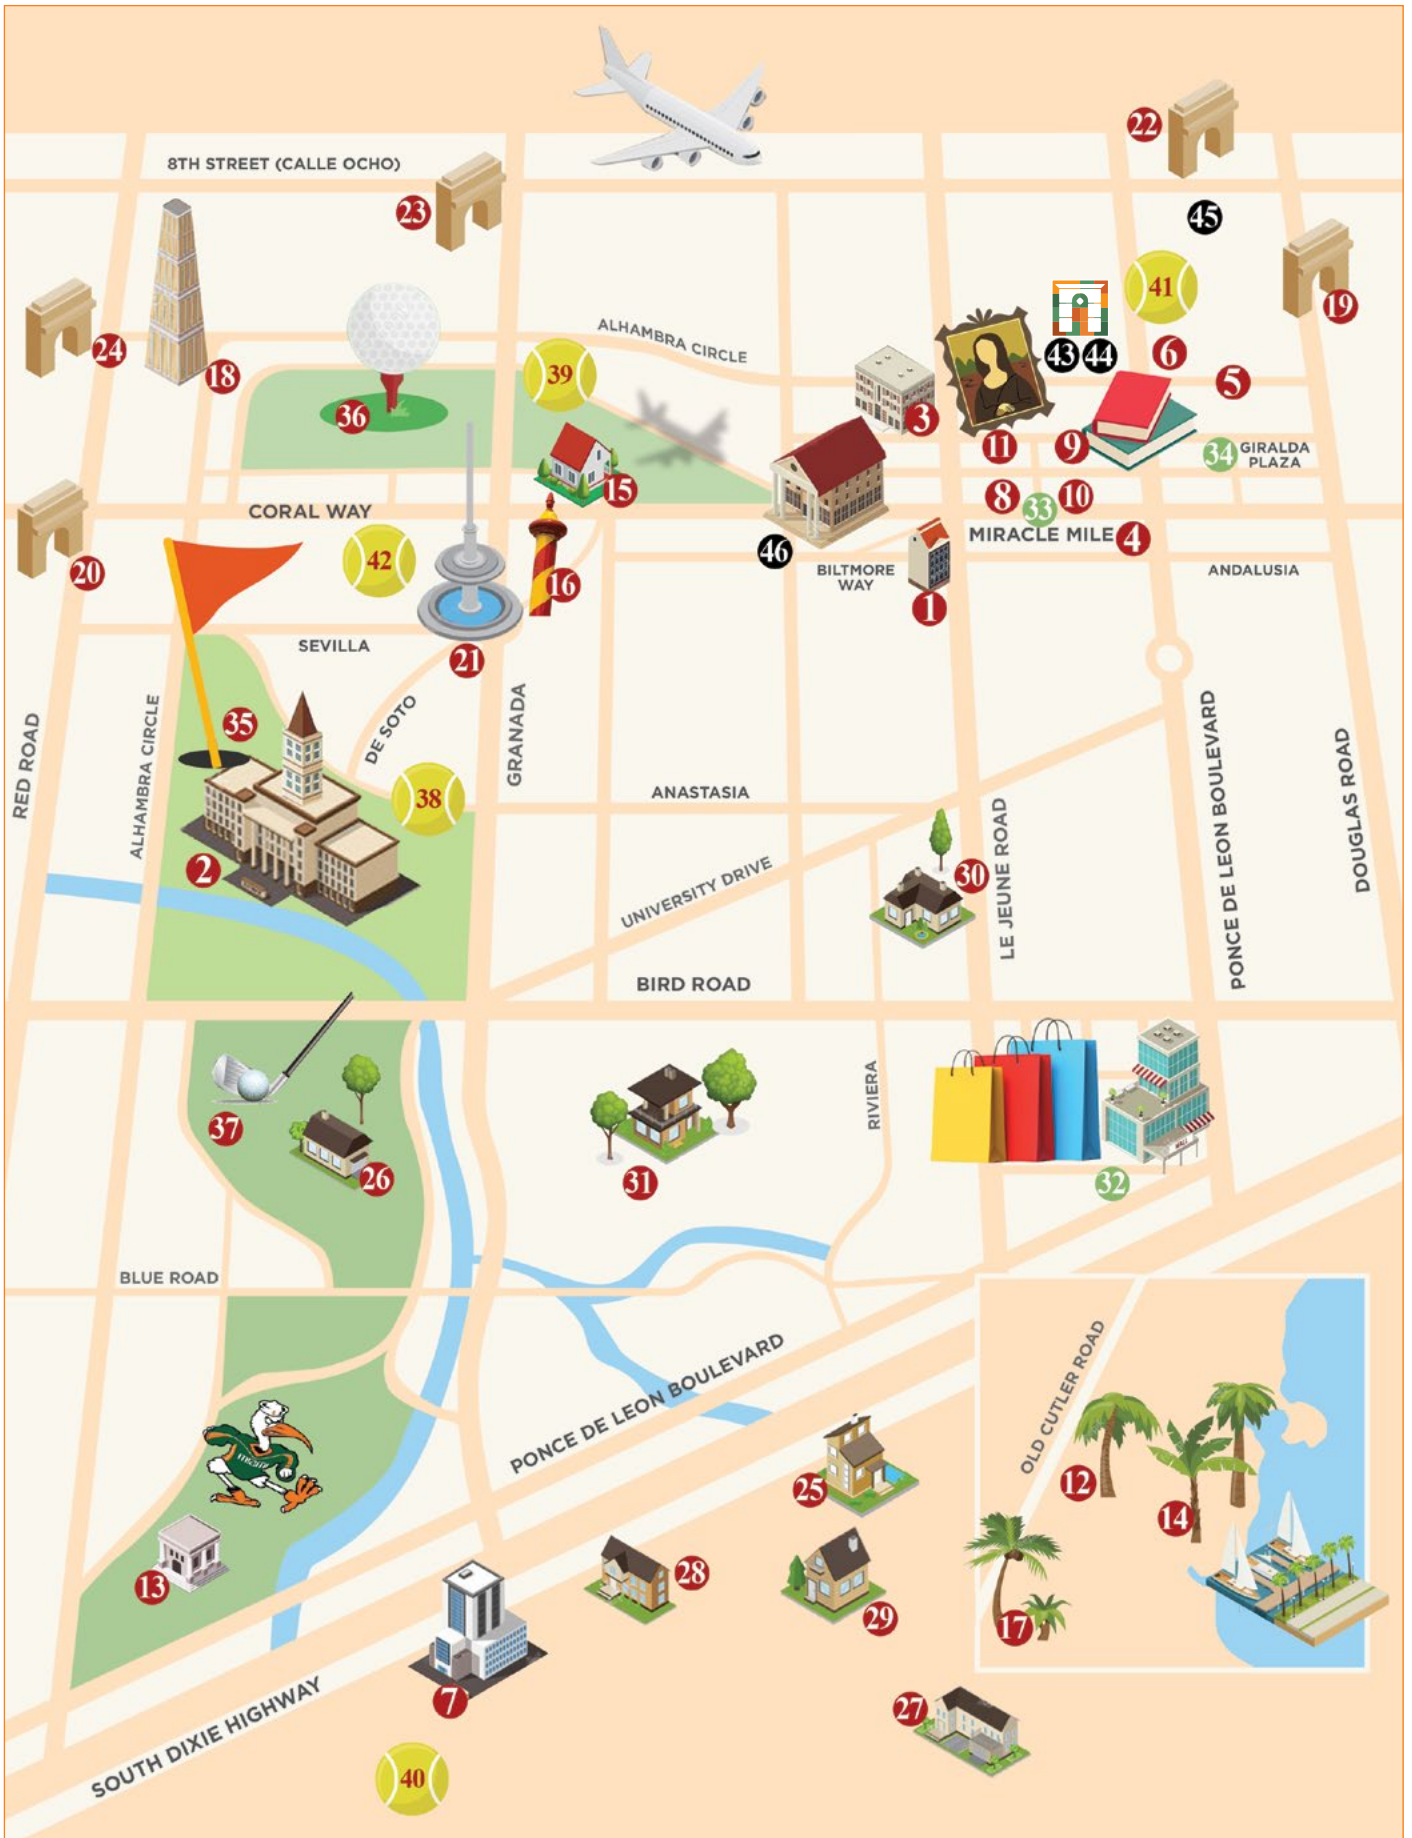 22
8TH STREET (CALLE OCHO)
23
45
41
19
ALHAMBRA CIRCLE
24
18
39
36
43
44
6
5
3
11
9
34
GIRALDA
PLAZA
15
8
33
10
CORAL WAY
MIRACLE MILE
4
20
42
16
46
BILTMORE
WAY
ANDALUSIA
1
SEVILLA
21
RED ROAD
ALHAMBRA CIRCLE
35
DE SOTO
GRANADA
38
ANASTASIA
PONCE DE LEON BOULEVARD
DOUGLAS ROAD
2
UNIVERSITY DRIVE
30
LE JEUNE ROAD
BIRD ROAD
37
26
31
RIVIERA
MALL
32
BLUE ROAD
PONCE DE LEON BOULEVARD
OLD CUTLER ROAD
MIAMI
25
12
14
13
28
29
17
7
27
SOUTH DIXIE HIGHWAY
40